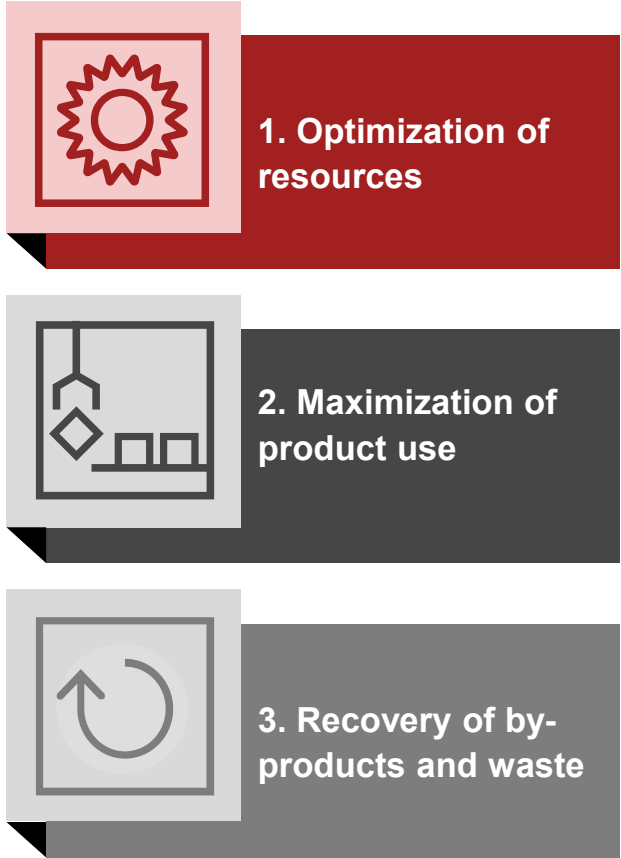 1. Optimization of
resources
2. Maximization of
product use
3. Recovery of by-
products and waste